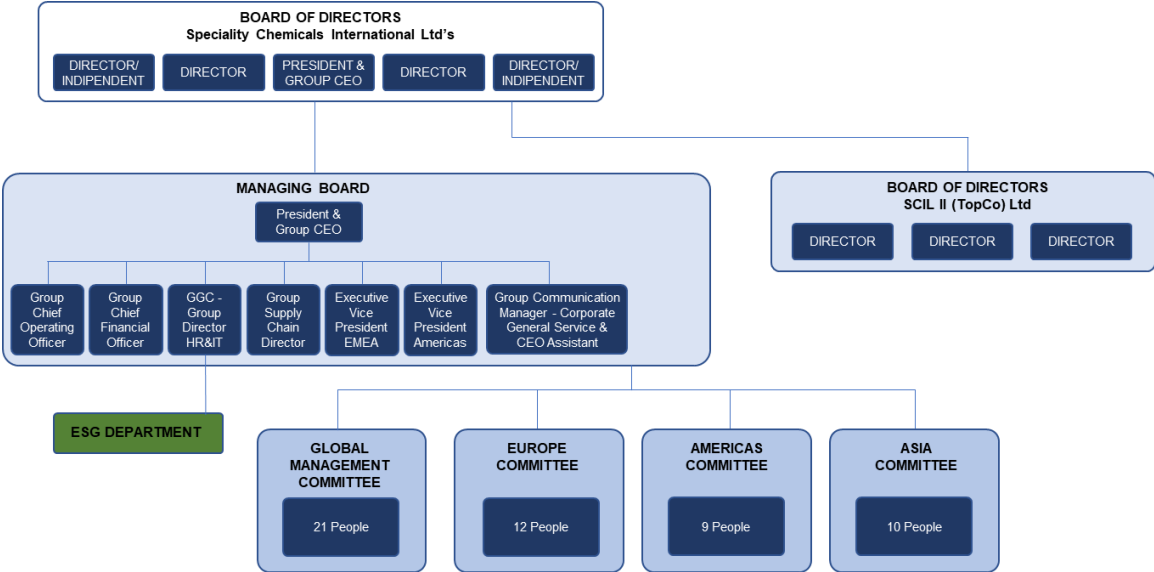 BOARD OF DIRECTORS
Speciality Chemicals International Ltd's
DIRECTOR/
INDIPENDENT
DIRECTOR
PRESIDENT &
GROUP CEO
DIRECTOR
DIRECTOR/
INDIPENDENT
MANAGING BOARD
President &
Group CEO
Group
Chief
Operating
Officer
Group
Chief
Financial
Officer
GGC -
Group
Director
HR&IT
Group
Supply
Chain
Director
Executive
Vice
President
EMEA
Executive
Vice
President
Americas
Group Communication
Manager - Corporate
General Service &
CEO Assistant
BOARD OF DIRECTORS
SCIL II (TopCo) Ltd
DIRECTOR
DIRECTOR
DIRECTOR
ESG DEPARTMENT
GLOBAL
MANAGEMENT
COMMITTEE
21 People
EUROPE
COMMITTEE
12 People
AMERICAS
COMMITTEE
9 People
ASIA
COMMITTEE
10 People